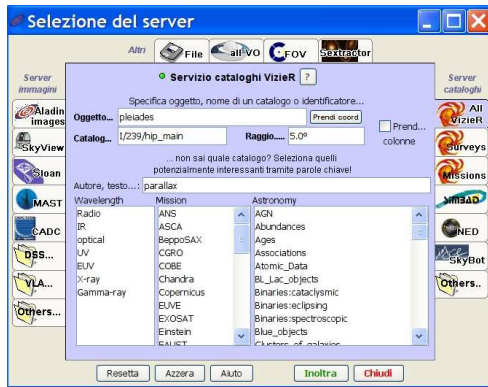 Selezione del server
Altri File all-VO FOV Sextractor
Server immagini
Server cataloghi
Servizio cataloghi VizieR ?
Specifica oggetto, nome di un catalogo o identificatore...
Oggetto... pleiades Prendi coord
Catalog... I/239/hip_main Raggio..... 5.0º Prend... colonne
... non sai quale catalogo? Seleziona quelli
potenzialmente interessanti tramite parole chiave!
Autore, testo...: parallax
Wavelength Mission Astronomy
Radio ANS AGN
IR ASCA Abundances
optical BeppoSAX Ages
UV CGRO Associations
EUV COBE Atomic_Data
X-ray Chandra BL_Lac_objects
Gamma-ray Copernicus Binaries:cataclysmic
EUVE Binaries:eclipsing
EXOSAT Binaries:spectroscopic
Einstein Blue_objects
FAUST Clusters_of_galaxies
Aladin images
SkyView
Sloan
MAST
CADC
DSS...
VLA...
Others...
All VizieR
Surveys
Missions
SIMBAD
NED
SkyBot
Others..
Resetta Azzera Aiuto Inoltra Chiudi